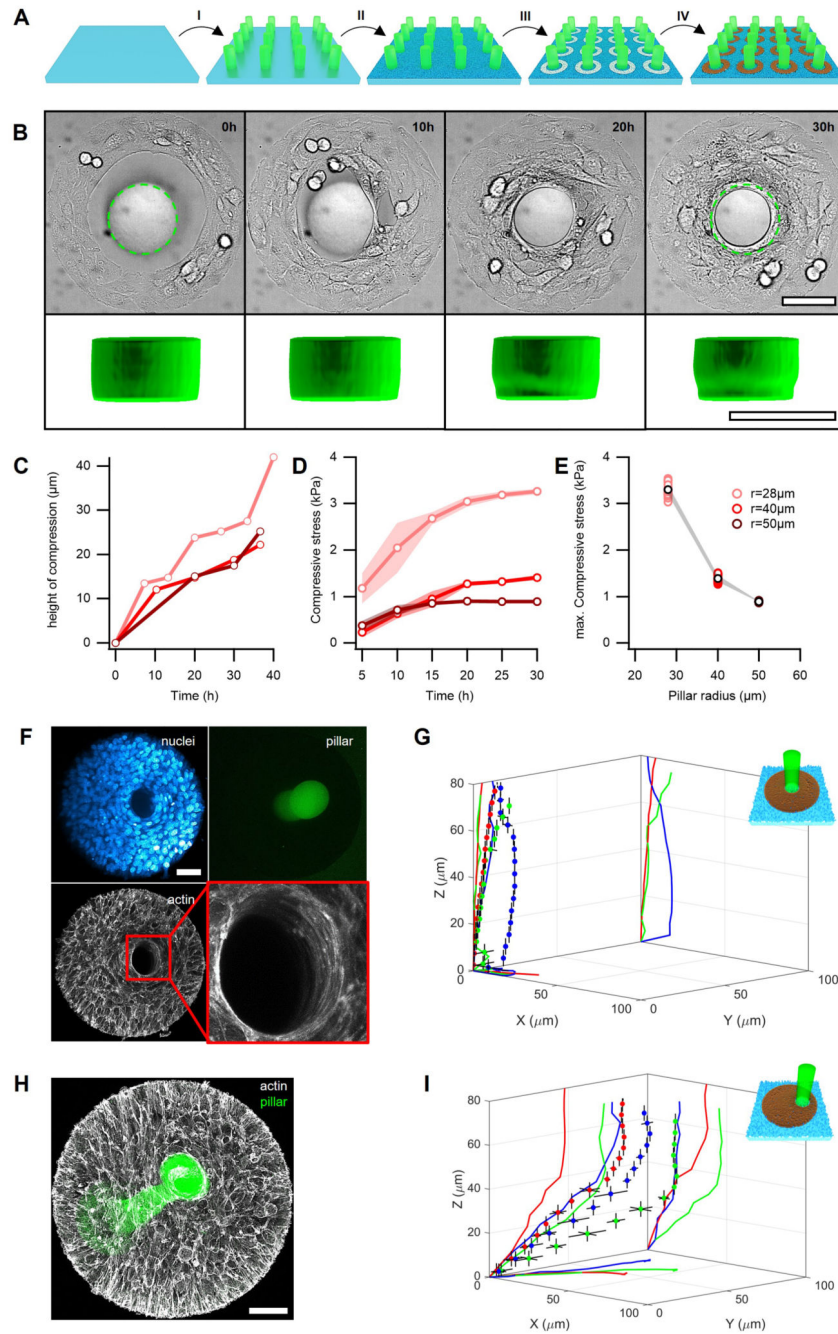 A
I
II
III
IV
B
0h
10h
20h
30h
C
height of compression (µm)
40
30
20
10
0
0
10
20
30
40
Time (h)
D
Compressive stress (kPa)
4
3
2
1
0
5
10
15
20
25
30
Time (h)
E
max. Compressive stress (kPa)
4
3
2
1
0
r=28µm
r=40µm
r=50µm
20
30
40
50
60
Pillar radius (µm)
F
nuclei
pillar
actin
G
Z (µm)
80
60
40
20
0
0
50
100
X (µm)
0
50
100
Y (µm)
H
actin
pillar
I
Z (µm)
80
60
40
20
0
0
50
100
X (µm)
0
50
100
Y (µm)